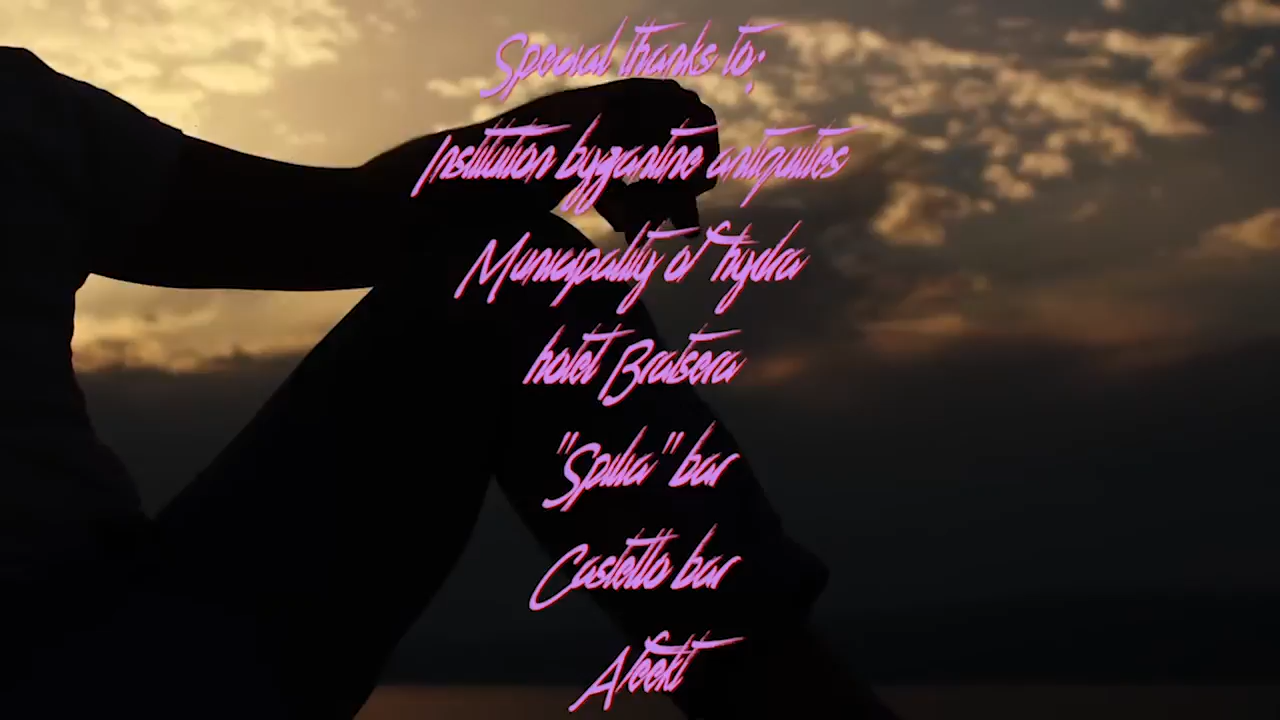 Special thanks to:
Institution byzantine antiquities
Municipality of hydra
hotel Bratsera
"Spilia" bar
Castello bar